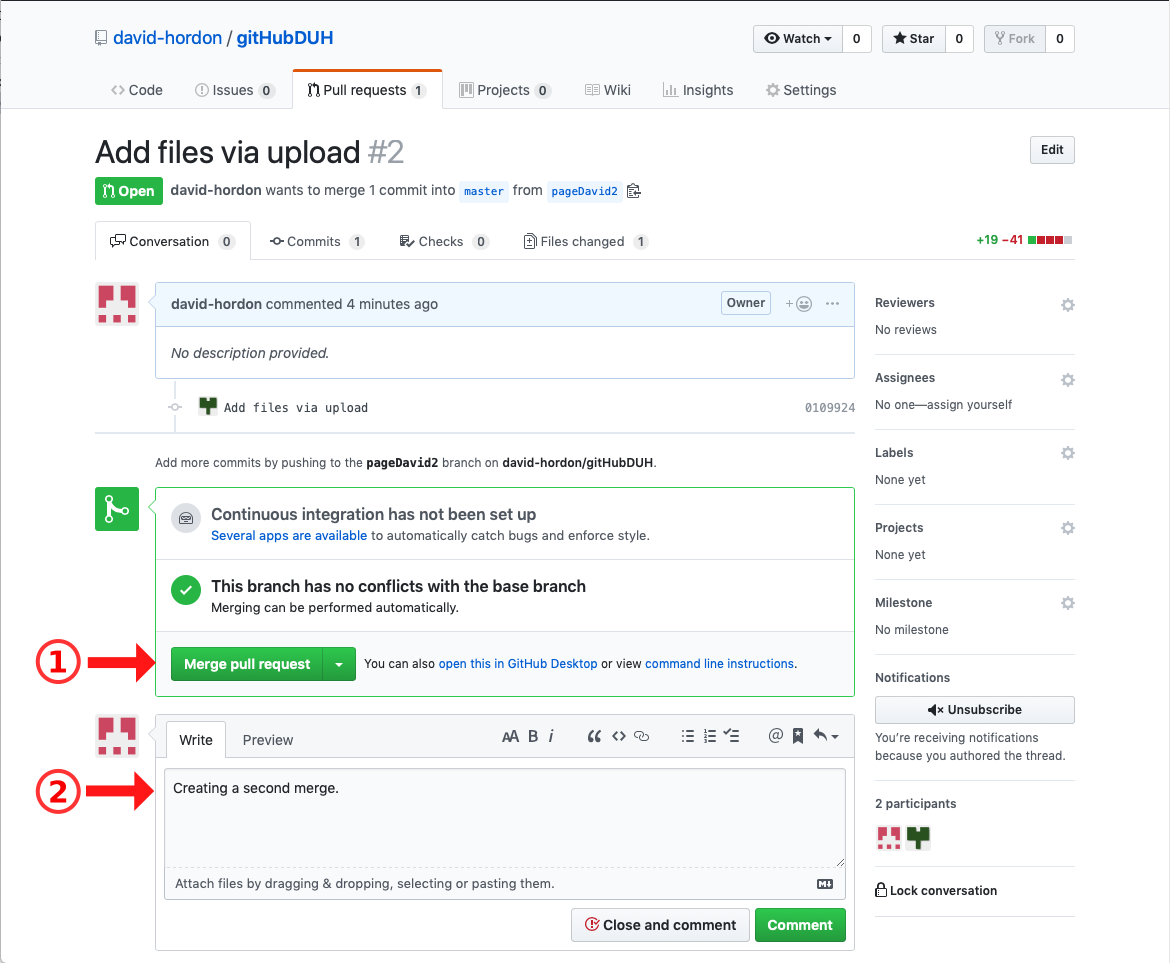 david-hordon / gitHubDUH
Watch 0 Star 0 Fork 0
Code Issues 0 Pull requests 1 Projects 0 Wiki Insights Settings
Add files via upload #2
Edit
Open david-hordon wants to merge 1 commit into master from pageDavid2
Conversation 0 Commits 1 Checks 0 Files changed 1 +19 −41
david-hordon commented 4 minutes ago Owner
No description provided.
Add files via upload 0109924
Add more commits by pushing to the pageDavid2 branch on david-hordon/gitHubDUH.
Continuous integration has not been set up
Several apps are available to automatically catch bugs and enforce style.
This branch has no conflicts with the base branch
Merging can be performed automatically.
1 Merge pull request You can also open this in GitHub Desktop or view command line instructions.
Write Preview AA B i
2 Creating a second merge.
Attach files by dragging & dropping, selecting or pasting them.
Close and comment Comment
Reviewers
No reviews
Assignees
No one—assign yourself
Labels
None yet
Projects
None yet
Milestone
No milestone
Notifications
Unsubscribe
You’re receiving notifications
because you authored the thread.
2 participants
Lock conversation